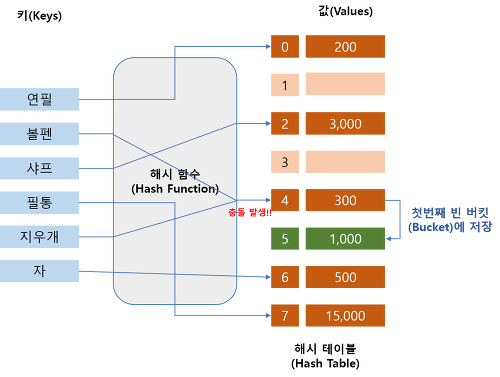 키(Keys)
값(Values)
연필
볼펜
샤프
필통
지우개
자
해시 함수
(Hash Function)
충돌 발생!!
0 200
1
2 3,000
3
4 300
5 1,000
6 500
7 15,000
첫번째 빈 버킷
(Bucket)에 저장
해시 테이블
(Hash Table)